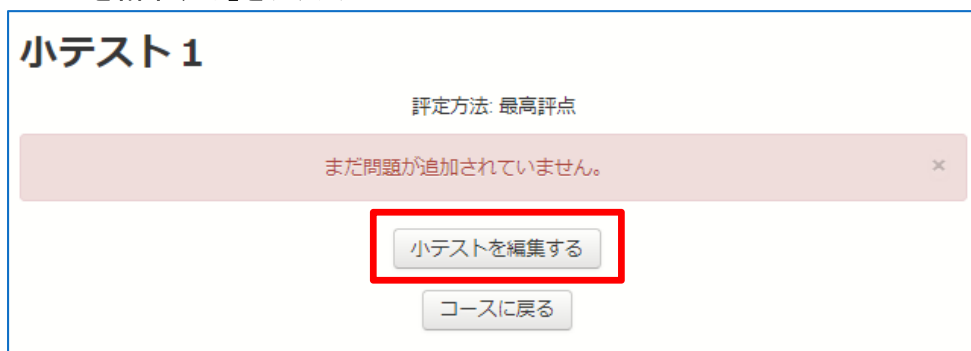 小テスト 1
評定方法: 最高評点
まだ問題が追加されていません。 ×
小テストを編集する
コースに戻る